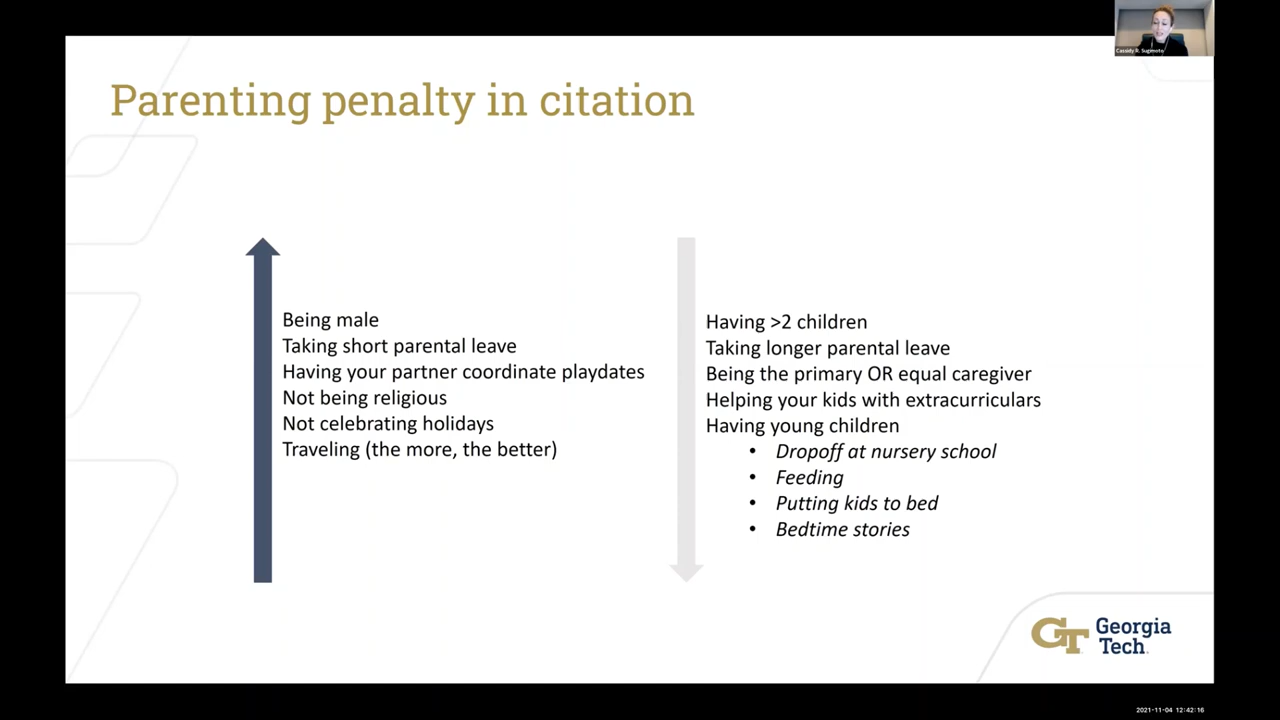 Cassidy R. Sugimoto
Parenting penalty in citation
Being male
Taking short parental leave
Having your partner coordinate playdates
Not being religious
Not celebrating holidays
Traveling (the more, the better)
Having >2 children
Taking longer parental leave
Being the primary OR equal caregiver
Helping your kids with extracurriculars
Having young children
• Dropoff at nursery school
• Feeding
• Putting kids to bed
• Bedtime stories
GT Georgia
Tech
2021-11-04 12:42:16